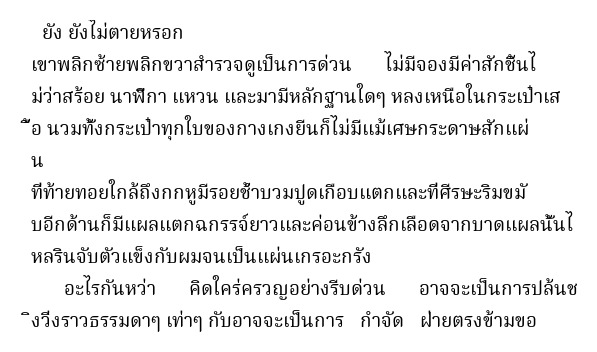 ยัง ยังไม่ตายหรอก
เขาพลิกซ้ายพลิกขวาสำรวจดูเป็นการด่วน ไม่มีจองมีค่าสักชิ้นไ
ม่ว่าสร้อย นาฬิกา แหวน และมามีหลักฐานใดๆ หลงเหนือในกระเป๋าเส
ื้อ นวมทั้งกระเป๋าทุกใบของกางเกงยีนก็ไม่มีแม้เศษกระดาษสักแผ่
น
ที่ท้ายทอยใกล้ถึงกกหูมีรอยช้ำบวมปูดเกือบแตกและที่ศีรษะริมขมั
บอีกด้านก็มีแผลแตกฉกรรจ์ยาวและค่อนข้างลึกเลือดจากบาดแผลนั้นไ
หลรินจับตัวแข็งกับผมจนเป็นแผ่นเกรอะกรัง
อะไรกันหว่า คิดใคร่ครวญอย่างรีบด่วน อาจจะเป็นการปล้นช
ิงวิ่งราวธรรมดาๆ เท่าๆ กับอาจจะเป็นการ กำจัด ฝ่ายตรงข้ามขอ